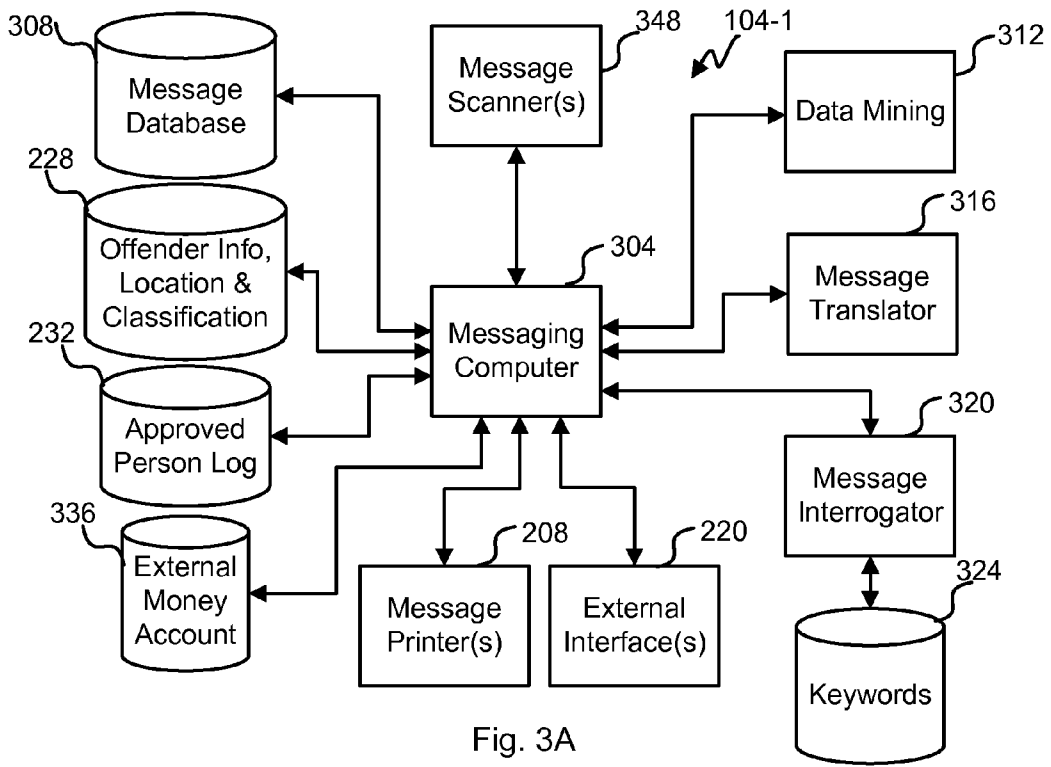 308
Message
Database
348
Message
Scanner(s)
104-1
312
Data Mining
228
Offender Info,
Location &
Classification
304
Messaging
Computer
316
Message
Translator
232
Approved
Person Log
320
Message
Interrogator
336
External
Money
Account
208
Message
Printer(s)
220
External
Interface(s)
324
Keywords
Fig. 3A